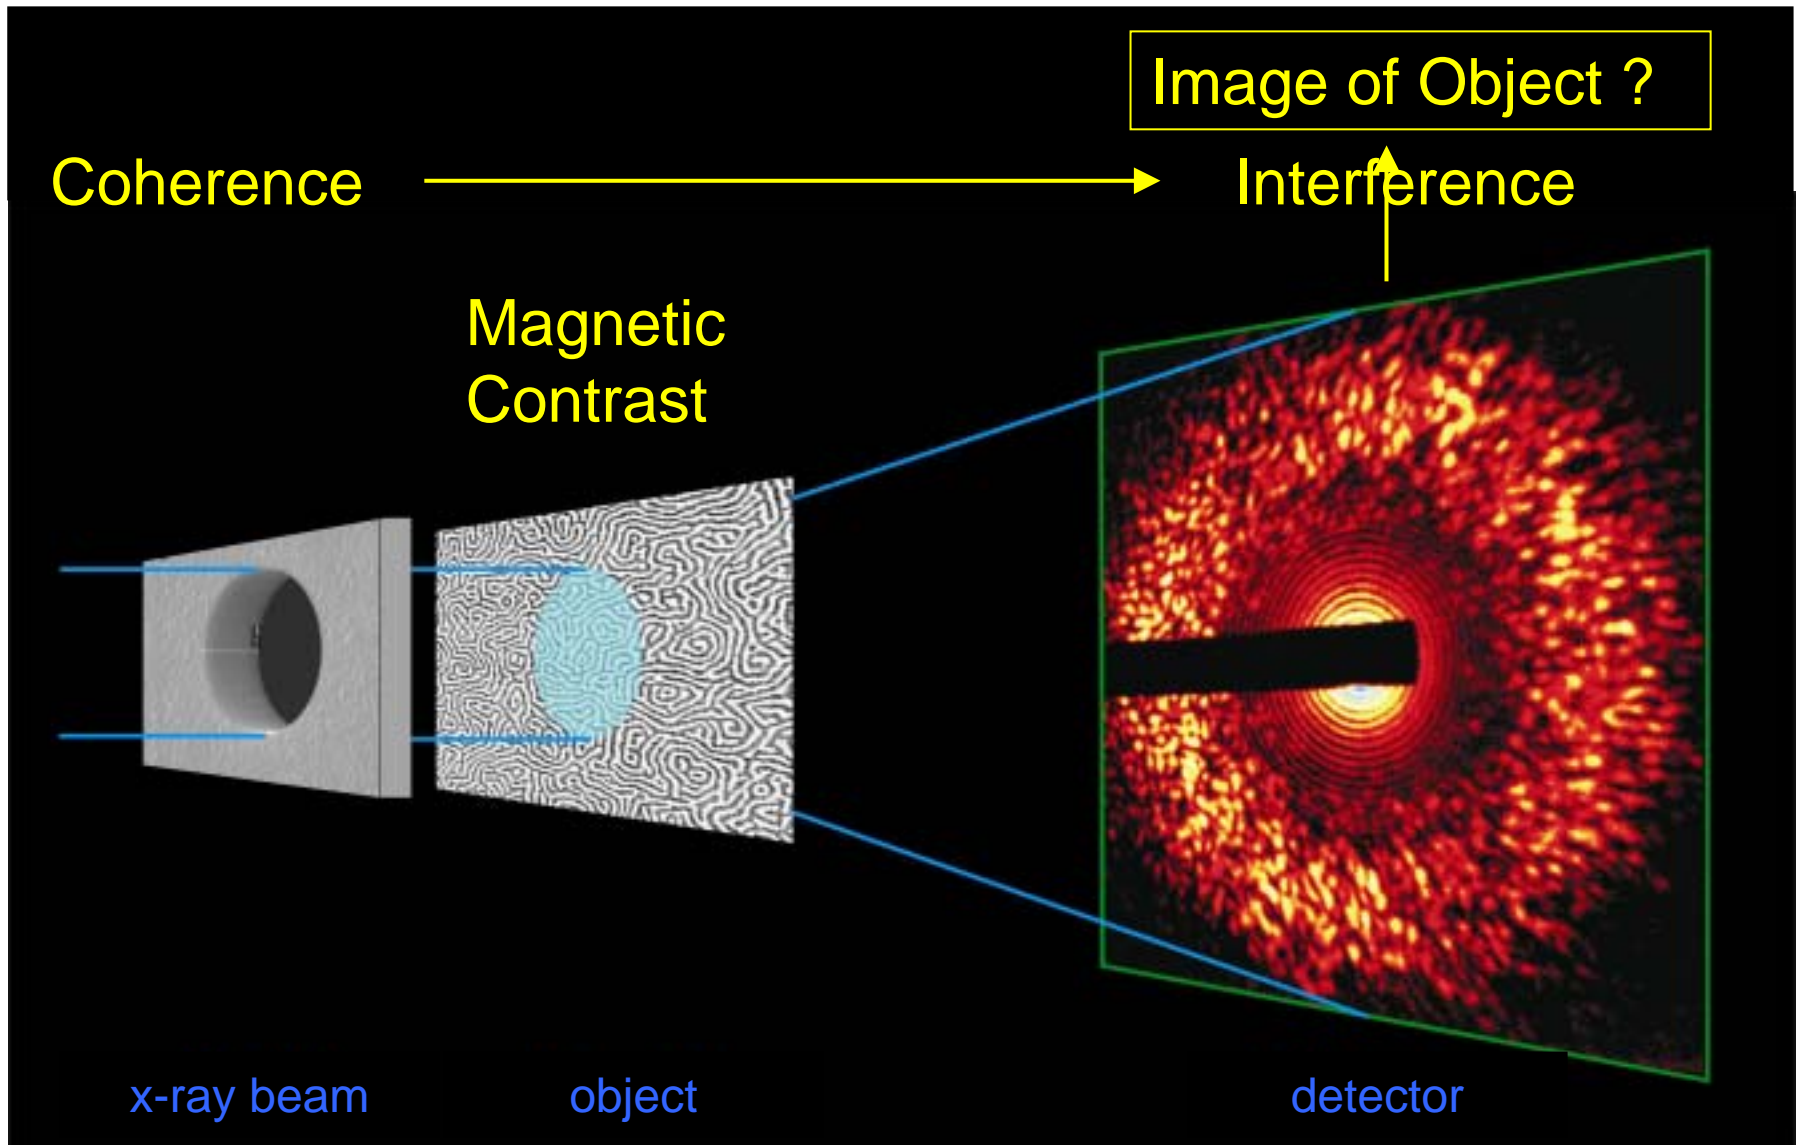 Image of Object ?
Coherence
Interference
Magnetic
Contrast
x-ray beam
object
detector